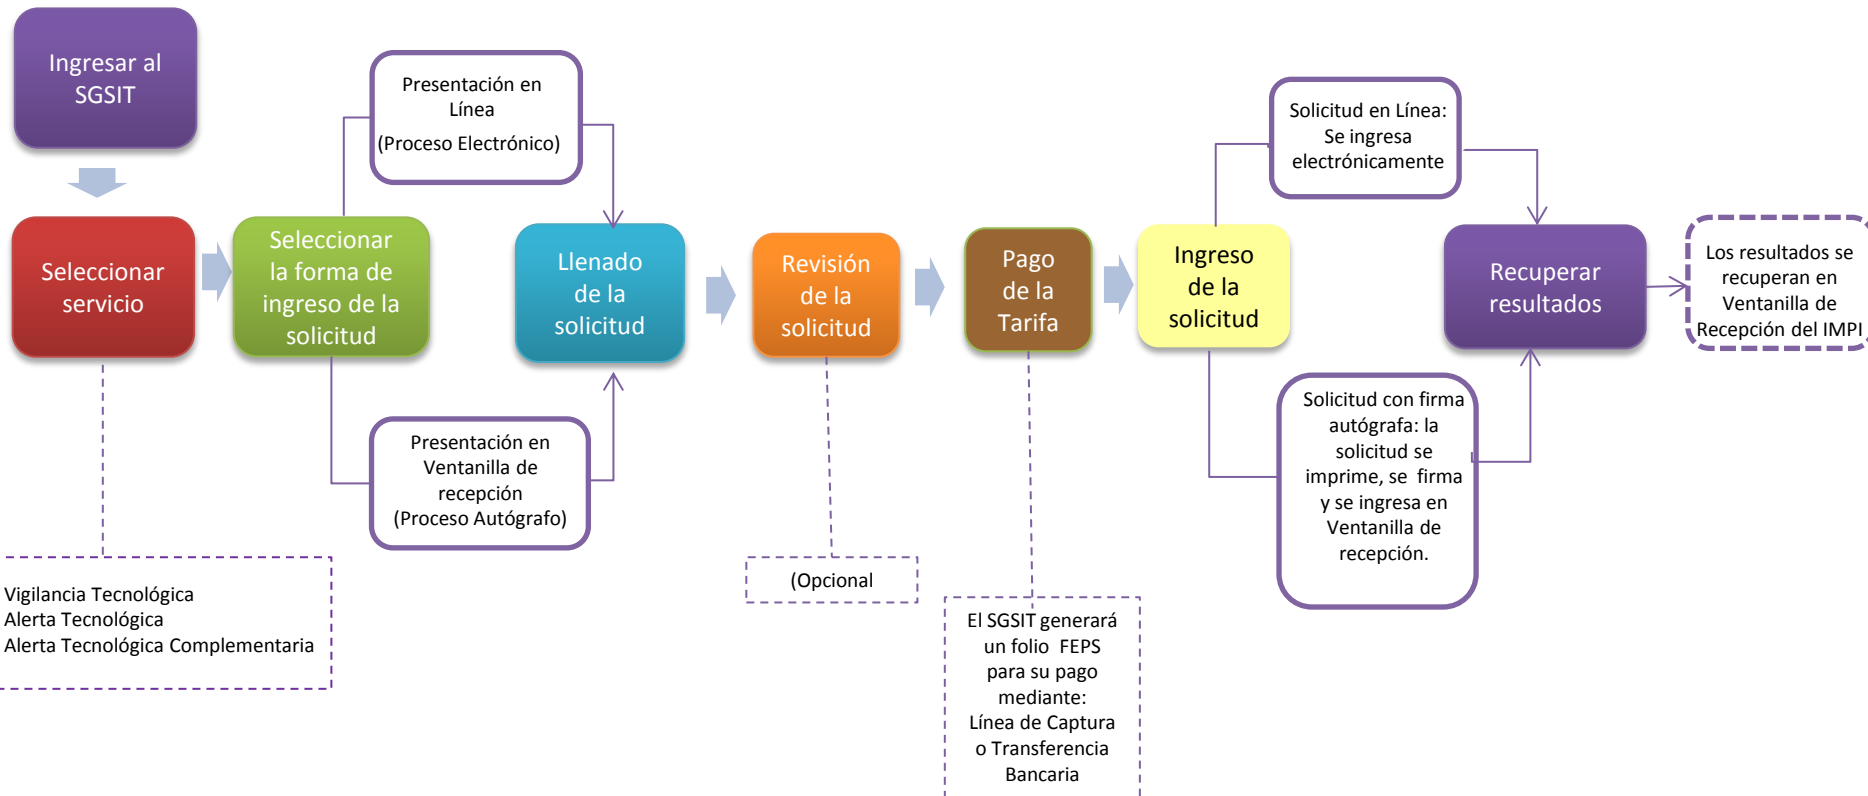 Ingresar al
SGSIT
Seleccionar
servicio
Vigilancia Tecnológica
Alerta Tecnológica
Alerta Tecnológica Complementaria
Seleccionar
la forma de
ingreso de la
solicitud
Presentación en
Línea
(Proceso Electrónico)
Presentación en
Ventanilla de
recepción
(Proceso Autógrafo)
Llenado
de la
solicitud
Revisión
de la
solicitud
(Opcional
Pago
de la
Tarifa
El SGSIT generará
un folio FEPS
para su pago
mediante:
Línea de Captura
o Transferencia
Bancaria
Ingreso
de la
solicitud
Solicitud en Línea:
Se ingresa
electrónicamente
Solicitud con firma
autógrafa: la
solicitud se
imprime, se firma
y se ingresa en
Ventanilla de
recepción.
Recuperar
resultados
Los resultados se
recuperan en
Ventanilla de
Recepción del IMPI